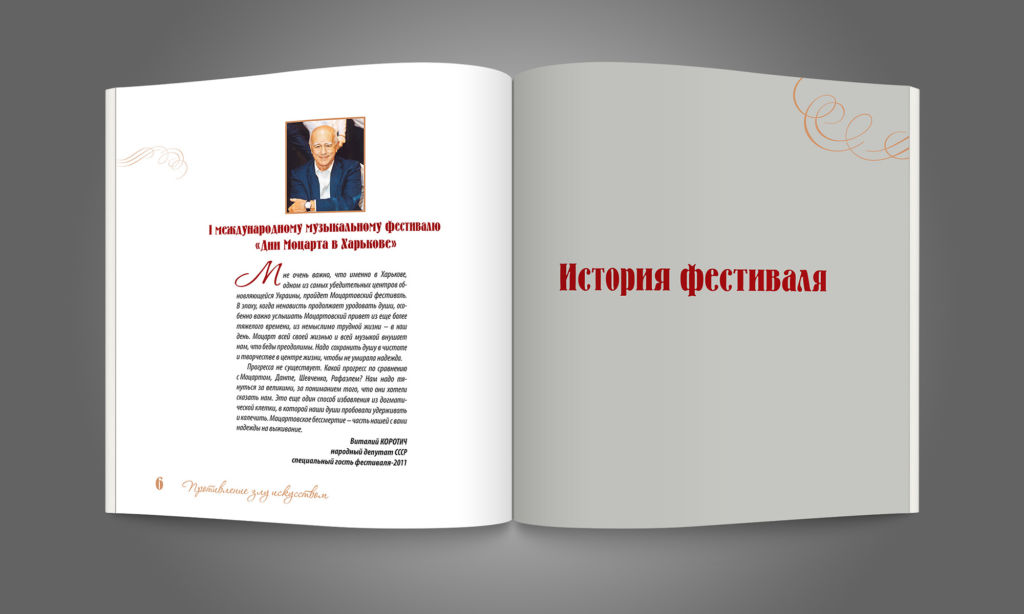 I международному музыкальному фестивалю
«Дни Моцарта в Харькове»
Мне очень важно, что именно в Харькове,
одном из самых убедительных центров об-
новляющейся Украины, пройдет Моцартовский фестиваль.
В эпоху, когда ненависть продолжает уродовать души, осо-
бенно важно услышать Моцартовский привет из еще более
тяжелого времени, из немыслимо трудной жизни – в наш
день. Моцарт всей своей жизнью и всей музыкой внушает
нам, что беды преодолимы. Надо сохранить душу в чистоте
и творчестве в центре жизни, чтобы не умирала надежда.
Прогресса не существует. Какой прогресс по сравнению
с Моцартом, Данте, Шевченко, Рафаэлем? Нам надо тя-
нуться за великими, за пониманием того, что они хотели
сказать нам. Это еще один способ избавления из догмати-
ческой клетки, в которой наши души пробовали удерживать
и калечить. Моцартовское бессмертие – часть нашей с вами
надежды на выживание.
Виталий КОРОТИЧ
народный депутат СССР
специальный гость фестиваля-2011
6 Противление злу искусством
История фестиваля